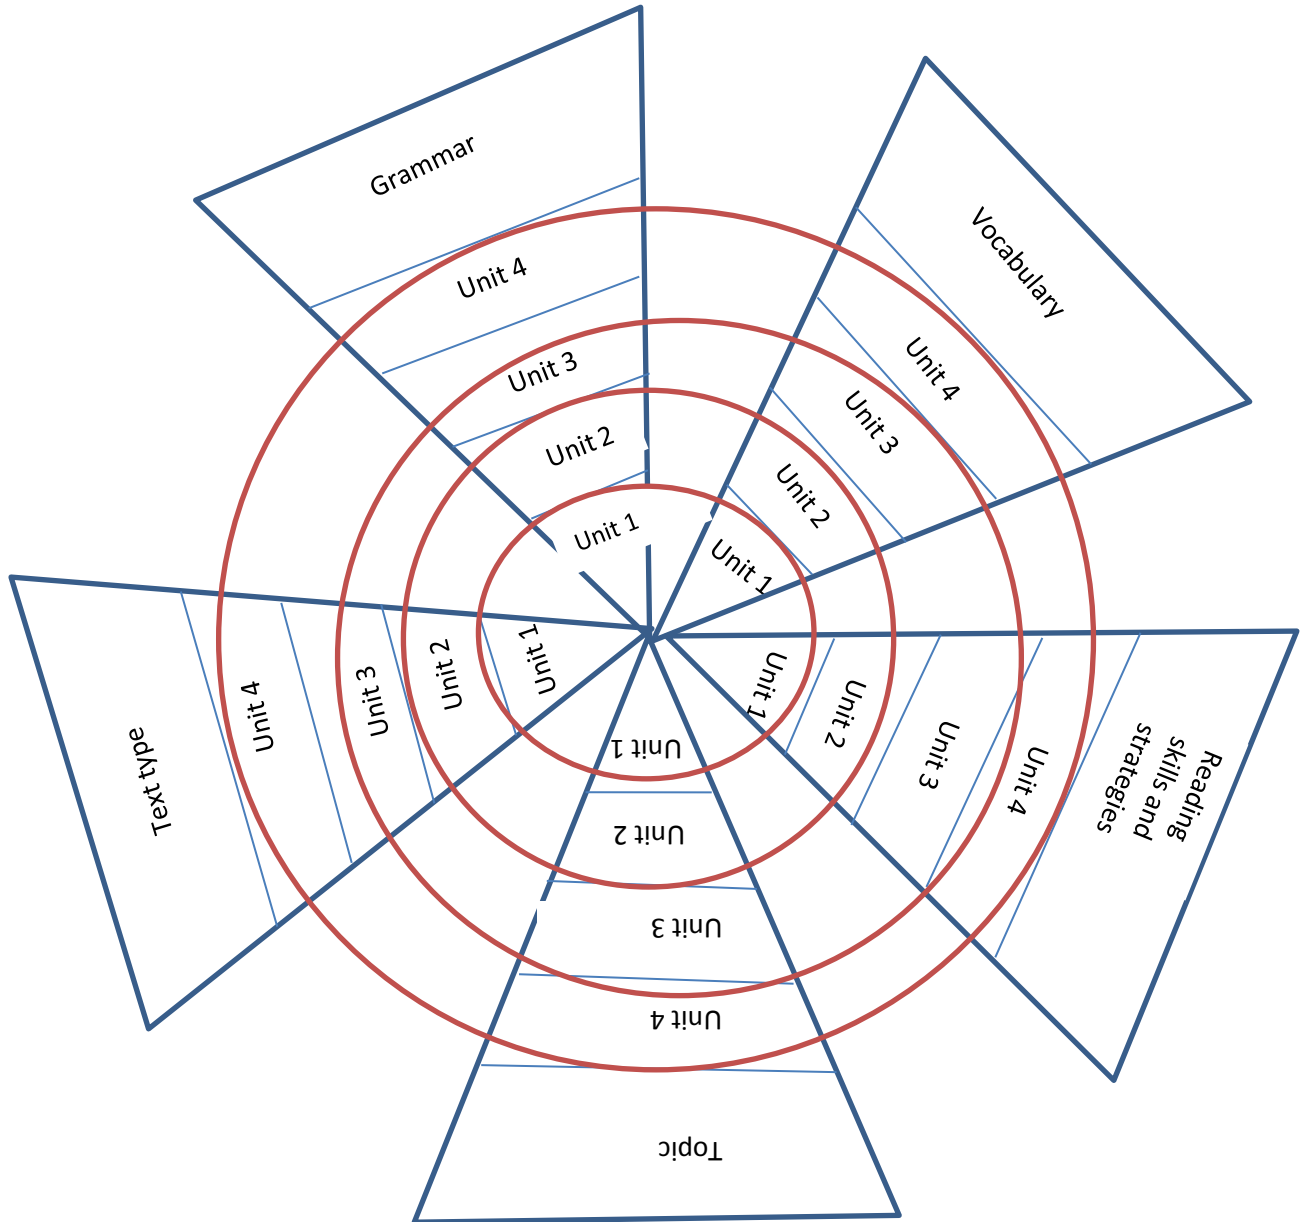 Grammar
Unit 4
Unit 3
Unit 2
Unit 1
Vocabulary
Unit 4
Unit 3
Unit 2
Unit 1
Reading
skills and
strategies
Unit 4
Unit 3
Unit 2
Unit 1
Topic
Unit 4
Unit 3
Unit 2
Unit 1
Text type
Unit 4
Unit 3
Unit 2
Unit 1